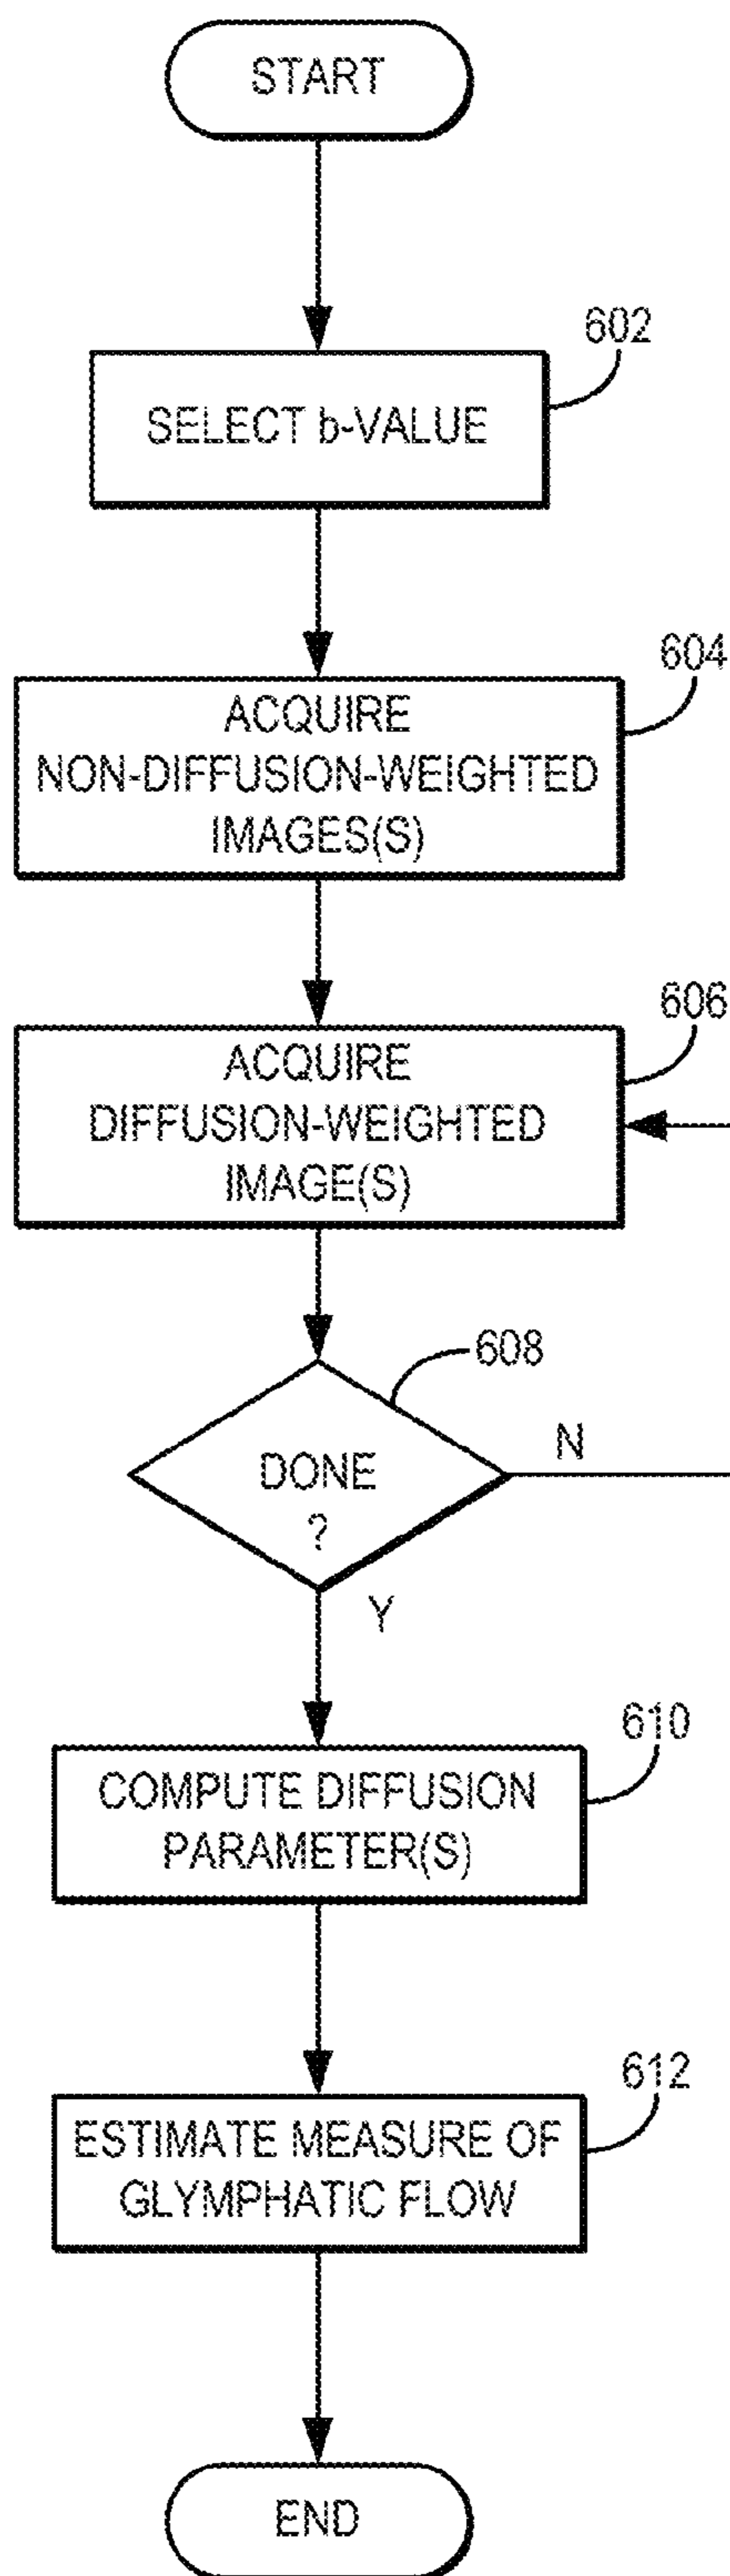 START
602
SELECT b-VALUE
604
ACQUIRE
NON-DIFFUSION-WEIGHTED
IMAGES(S)
606
ACQUIRE
DIFFUSION-WEIGHTED
IMAGE(S)
608
DONE
?
N
Y
610
COMPUTE DIFFUSION
PARAMETER(S)
612
ESTIMATE MEASURE OF
GLYMPHATIC FLOW
END